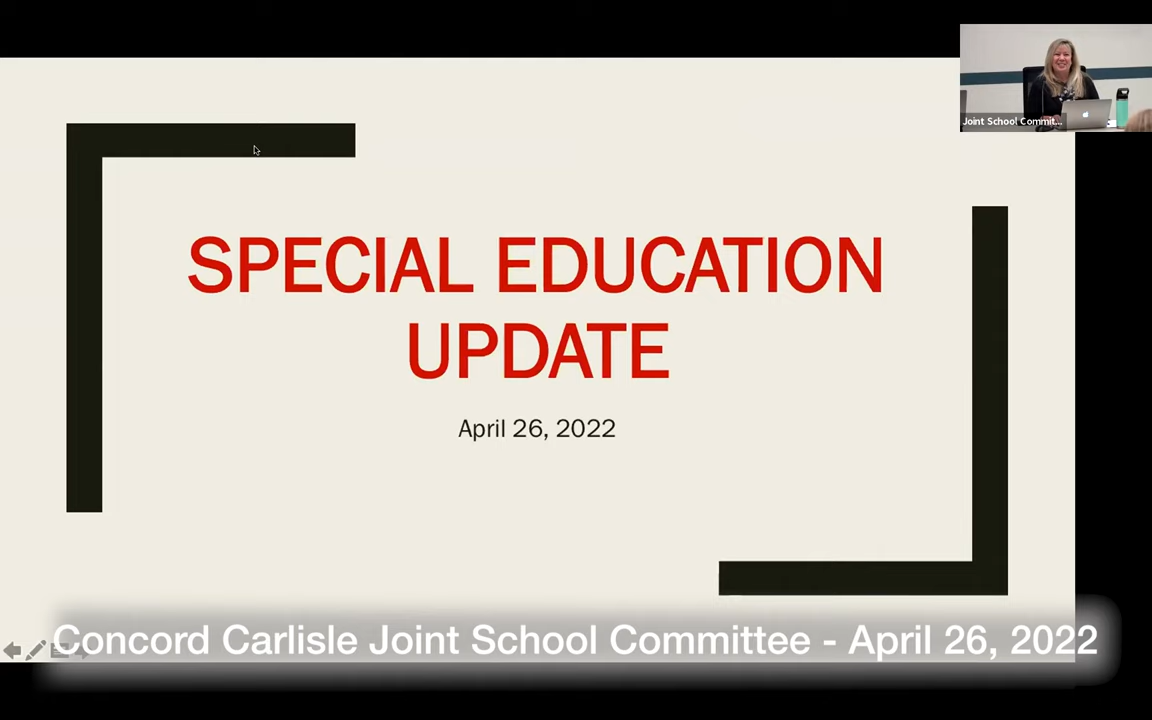 Joint School Commit...
SPECIAL EDUCATION
UPDATE
April 26, 2022
Concord Carlisle Joint School Committee - April 26, 2022